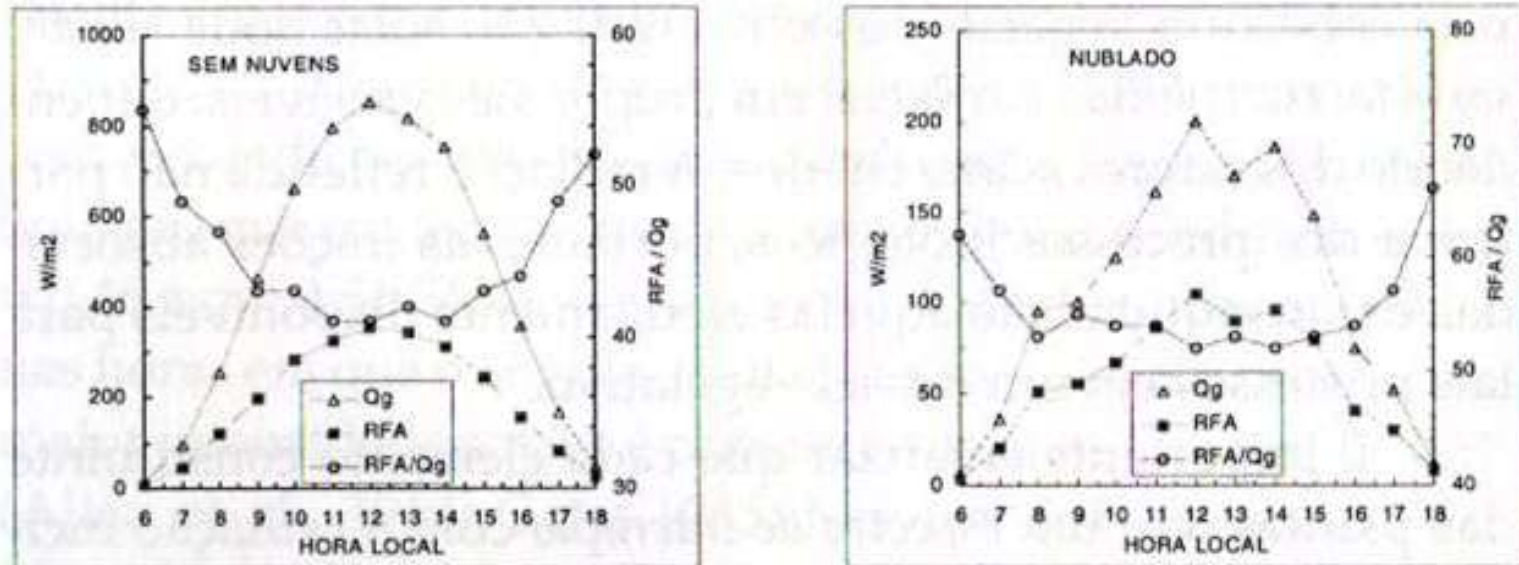 SEM NUVENS
1000
800
600
400
200
0
W/m2
60
50
40
30
RFA / Qg
Qg
RFA
RFA/Qg
6 7 8 9 10 11 12 13 14 15 16 17 18
HORA LOCAL
NUBLADO
250
200
150
100
50
0
W/m2
80
70
60
50
40
RFA / Qg
Qg
RFA
RFA/Qg
6 7 8 9 10 11 12 13 14 15 16 17 18
HORA LOCAL